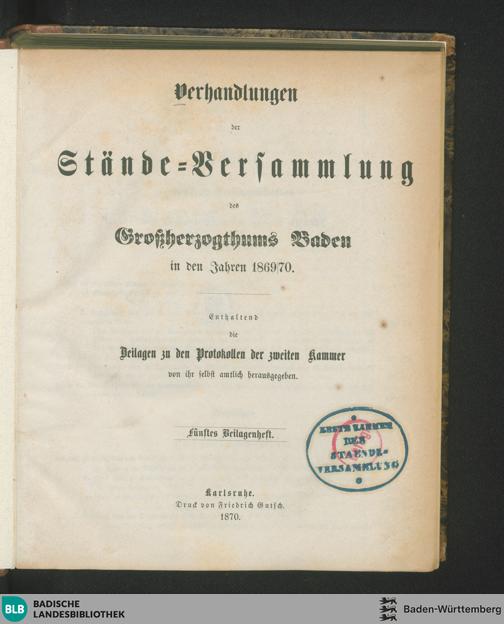 Verhandlungen
der
Stände-Versammlung
des
Großherzogthums Baden
in den Jahren 1869/70.
Enthaltend
die
Beilagen zu den Protokollen der zweiten Kammer
von ihr selbst amtlich herausgegeben.
Fünftes Beilagenheft.
ERSTE KAMMER
DER
STAENDE-
VERSAMMLUNG
Karlsruhe.
Druck von Friedrich Gutsch.
1870.
BLB BADISCHE
LANDESBIBLIOTHEK
Baden-Württemberg